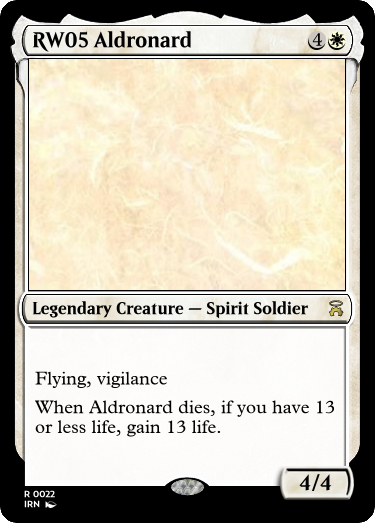 RW05 Aldronard 4
Legendary Creature — Spirit Soldier
Flying, vigilance
When Aldronard dies, if you have 13
or less life, gain 13 life.
4/4
R 0022
IRN